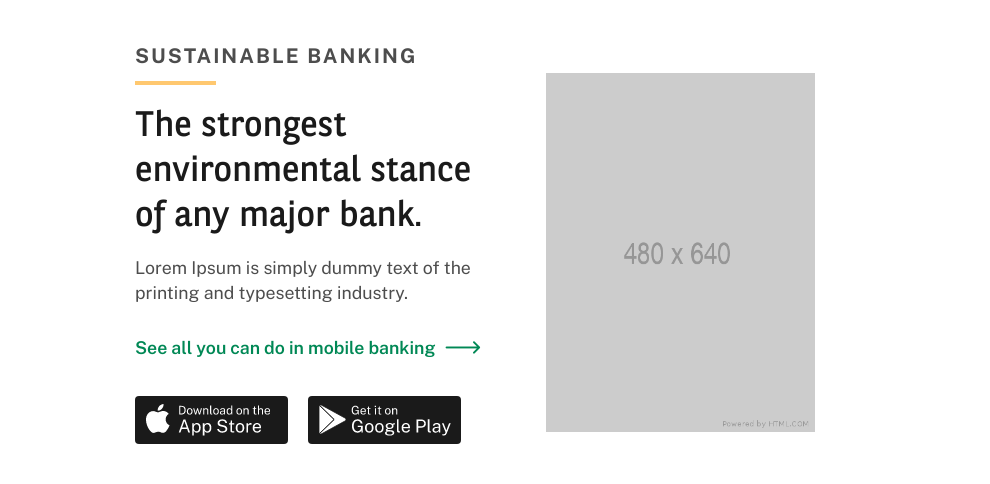 SUSTAINABLE BANKING
The strongest
environmental stance
of any major bank.
Lorem Ipsum is simply dummy text of the
printing and typesetting industry.
See all you can do in mobile banking
Download on the
App Store
Get it on
Google Play
480 x 640
Powered by HTML.COM